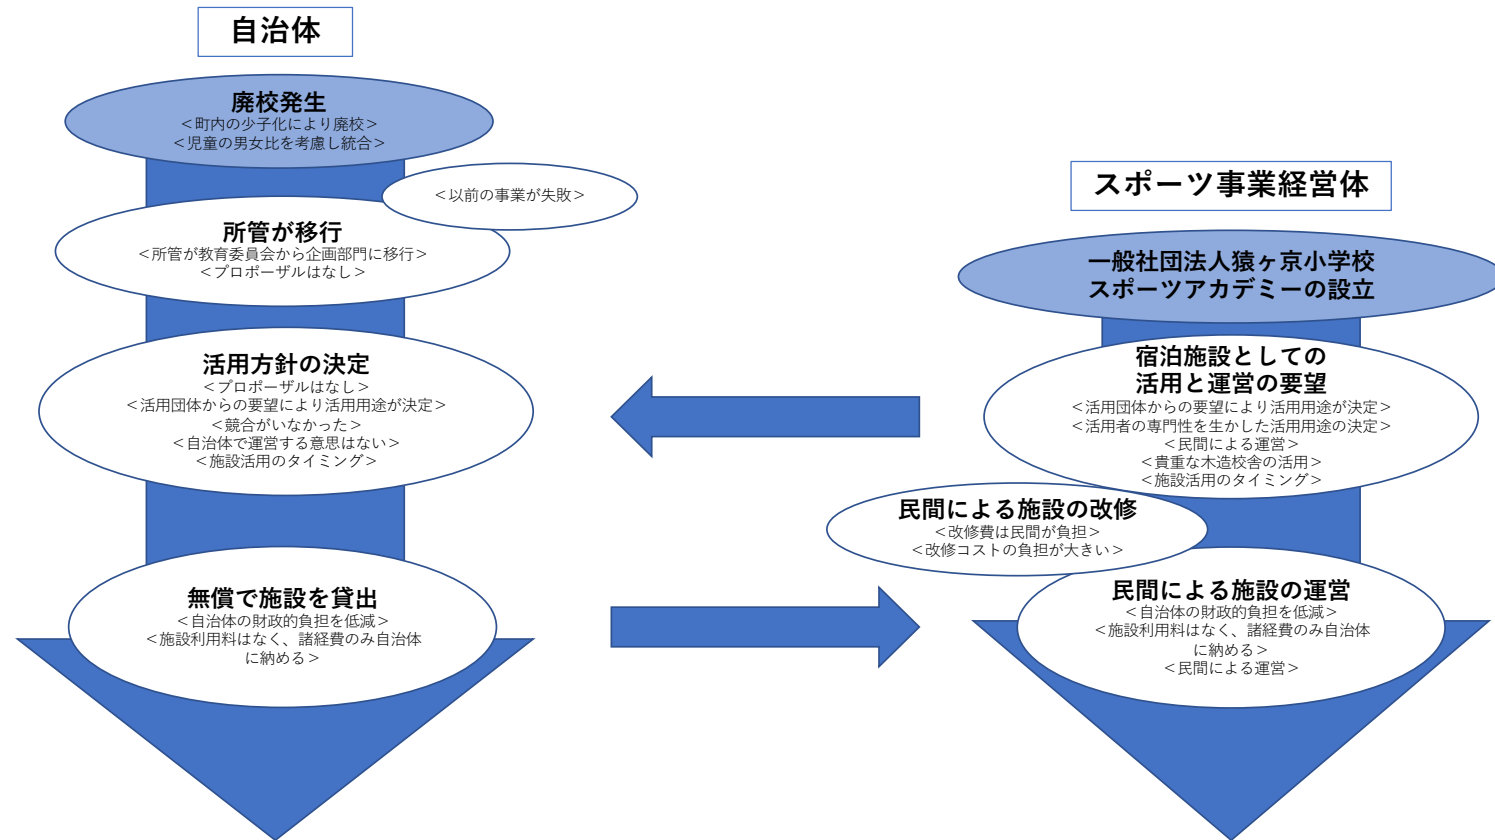 自治体
廃校発生
＜町内の少子化により廃校＞
＜児童の男女比を考慮し統合＞
＜以前の事業が失敗＞
所管が移行
＜所管が教育委員会から企画部門に移行＞
＜プロポーザルはなし＞
活用方針の決定
＜プロポーザルはなし＞
＜活用団体からの要望により活用用途が決定＞
＜競合がいなかった＞
＜自治体で運営する意思はない＞
＜施設活用のタイミング＞
無償で施設を貸出
＜自治体の財政的負担を低減＞
＜施設利用料はなく、諸経費のみ自治体
に納める＞
スポーツ事業経営体
一般社団法人猿ヶ京小学校
スポーツアカデミーの設立
宿泊施設としての
活用と運営の要望
＜活用団体からの要望により活用用途が決定＞
＜活用者の専門性を生かした活用用途の決定＞
＜民間による運営＞
＜貴重な木造校舎の活用＞
＜施設活用のタイミング＞
民間による施設の改修
＜改修費は民間が負担＞
＜改修コストの負担が大きい＞
民間による施設の運営
＜自治体の財政的負担を低減＞
＜施設利用料はなく、諸経費のみ自治体
に納める＞
＜民間による運営＞